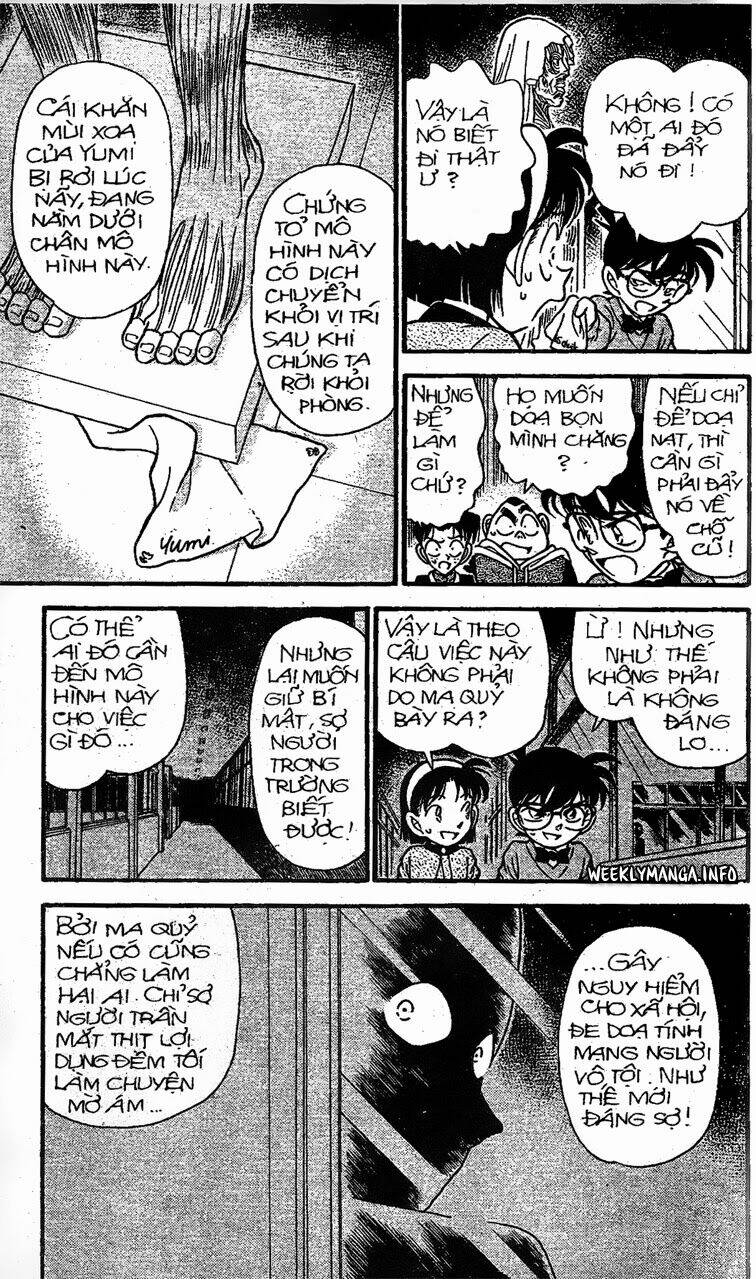 CÁI KHĂN
MÙI XOA
CỦA YUMI
BỊ RƠI LÚC
NÃY, ĐANG
NẰM DƯỚI
CHÂN MÔ
HÌNH NÀY.
CHỨNG
TỎ MÔ
HÌNH NÀY
CÓ DỊCH
CHUYỂN
KHỎI VỊ TRÍ
SAU KHI
CHÚNG TA
RỜI KHỎI
PHÒNG.
Yumi
VẬY LÀ
NÓ BIẾT
ĐI THẬT
Ư ?
KHÔNG ! CÓ
MỘT AI ĐÓ
ĐÃ ĐẨY
NÓ ĐI !
NHƯNG
ĐỂ
LÀM
GÌ
CHỨ ?
HỌ MUỐN
DỌA BỌN
MÌNH CHĂNG
?
NẾU CHỈ
ĐỂ DOẠ
NẠT, THÌ
CẦN GÌ
PHẢI ĐẨY
NÓ VỀ
CHỖ
CŨ !
CÓ THỂ
AI ĐÓ CẦN
ĐẾN MÔ
HÌNH NÀY
CHO VIỆC
GÌ ĐÓ ...
NHƯNG
LẠI MUỐN
GIỮ BÍ
MẬT, SỢ
NGƯỜI
TRONG
TRƯỜNG
BIẾT
ĐƯỢC !
VẬY LÀ THEO
CẬU VIỆC NÀY
KHÔNG PHẢI
DO MA QUỶ
BÀY RA ?
Ừ ! NHƯNG
NHƯ THẾ
KHÔNG PHẢI
LÀ KHÔNG
ĐÁNG
LO ...
WEEKLYMANGA.INFO
BỞI MA QUỶ
NẾU CÓ CŨNG
CHẲNG LÀM
HẠI AI. CHỈ SỢ
NGƯỜI TRẦN
MẮT THỊT LỢI
DỤNG ĐÊM TỐI
LÀM CHUYỆN
MỜ ÁM ...
... GÂY
NGUY HIỂM
CHO XÃ HỘI,
ĐE DOẠ TÍNH
MẠNG NGƯỜI
VÔ TỘI. NHƯ
THẾ MỚI
ĐÁNG SỢ !